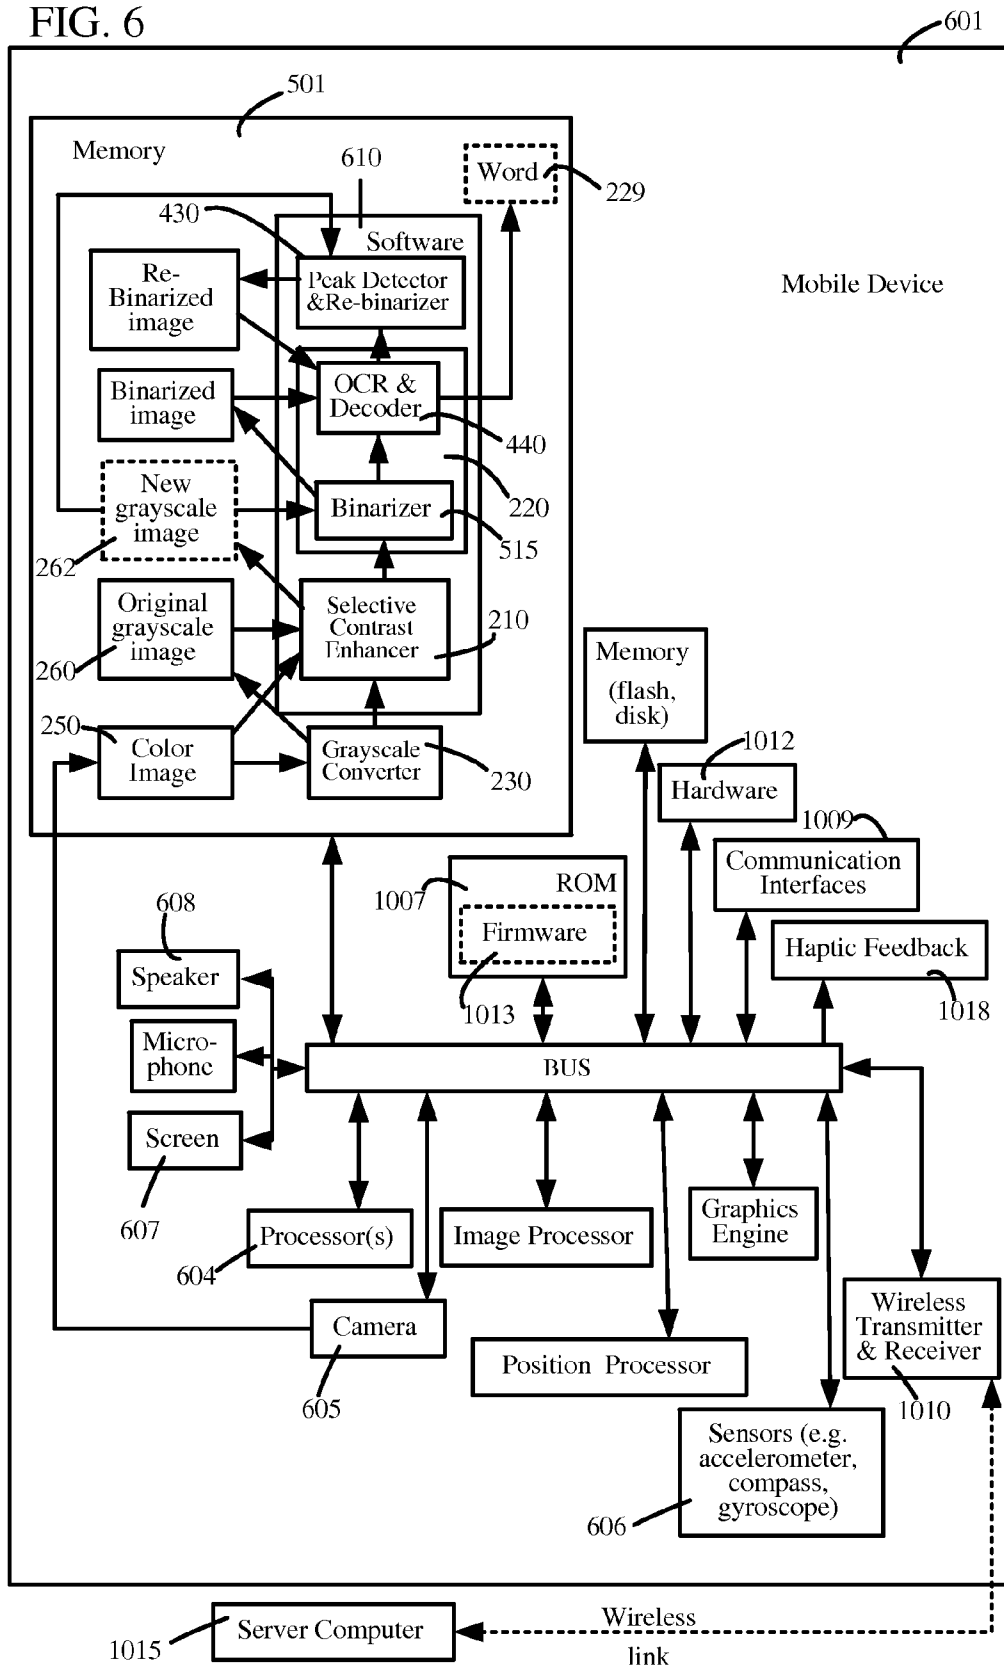 FIG. 6
601
501
Memory
610
Word
229
430
Software
Re-
Binarized
image
Peak Detector
&Re-binarizer
Mobile Device
Binarized
image
OCR &
Decoder
440
New
grayscale
image
262
Binarizer
220
515
Original
grayscale
image
260
Selective
Contrast
Enhancer
210
Memory
(flash,
disk)
250
Color
Image
Grayscale
Converter
230
1012
Hardware
1009
Communication
Interfaces
1007
ROM
Firmware
1013
Haptic Feedback
1018
608
Speaker
Micro-
phone
BUS
Screen
607
Processor(s)
604
Image Processor
Graphics
Engine
Camera
605
Position Processor
Wireless
Transmitter
& Receiver
1010
Sensors (e.g.
accelerometer,
compass,
gyroscope)
606
Server Computer
1015
Wireless
link